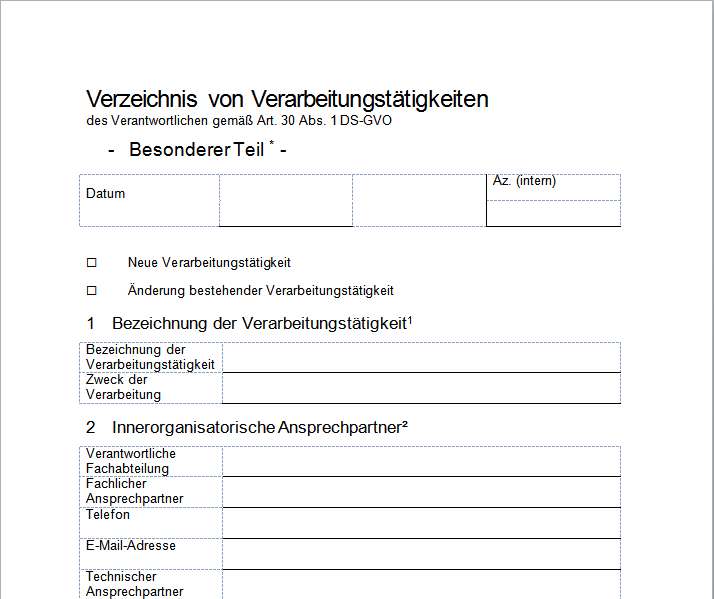 Verzeichnis von Verarbeitungstätigkeiten
des Verantwortlichen gemäß Art. 30 Abs. 1 DS-GVO
- Besonderer Teil * -
Az. (intern)
Datum
☐ Neue Verarbeitungstätigkeit
☐ Änderung bestehender Verarbeitungstätigkeit
1 Bezeichnung der Verarbeitungstätigkeit¹
Bezeichnung der
Verarbeitungstätigkeit
Zweck der
Verarbeitung
2 Innerorganisatorische Ansprechpartner²
Verantwortliche
Fachabteilung
Fachlicher
Ansprechpartner
Telefon
E-Mail-Adresse
Technischer
Ansprechpartner